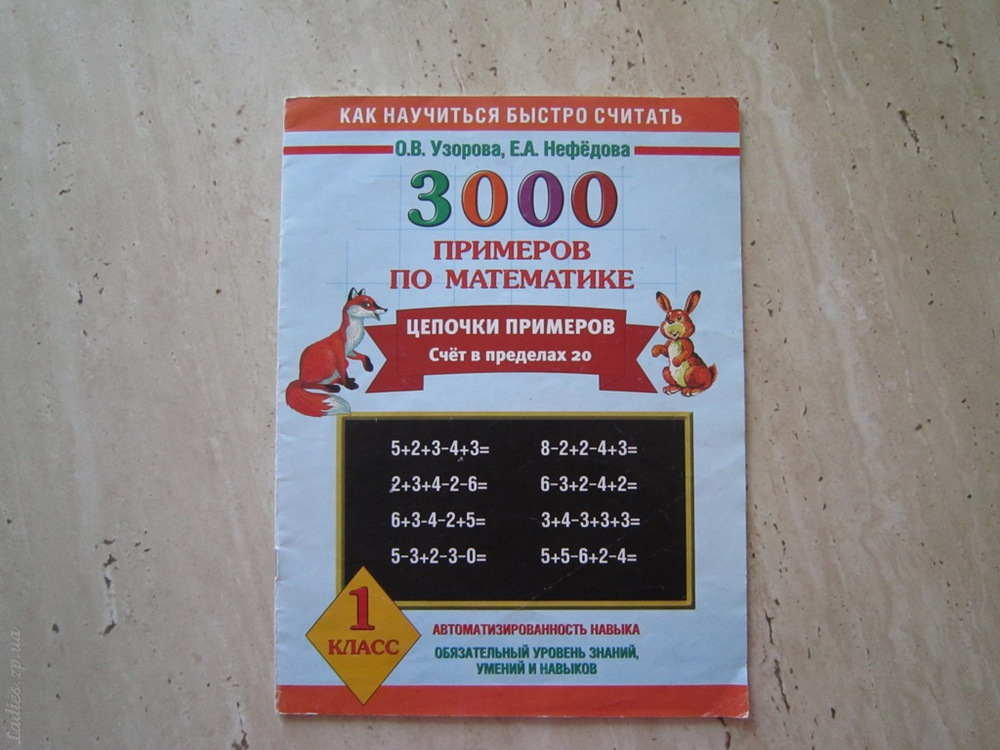 КАК НАУЧИТЬСЯ БЫСТРО СЧИТАТЬ
О.В. Узорова, Е.А. Нефёдова
3000
ПРИМЕРОВ
ПО МАТЕМАТИКЕ
ЦЕПОЧКИ ПРИМЕРОВ
Счёт в пределах 20
5+2+3-4+3= 8-2+2-4+3=
2+3+4-2-6= 6-3+2-4+2=
6+3-4-2+5= 3+4-3+3+3=
5-3+2-3-0= 5+5-6+2-4=
1
КЛАСС
АВТОМАТИЗИРОВАННОСТЬ НАВЫКА
ОБЯЗАТЕЛЬНЫЙ УРОВЕНЬ ЗНАНИЙ,
УМЕНИЙ И НАВЫКОВ
Ladies.zp.ua